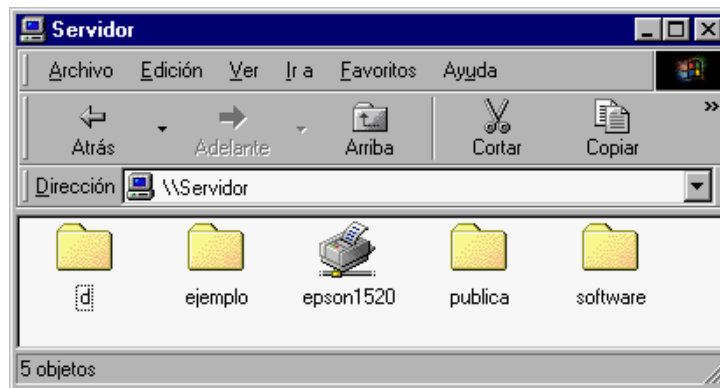 Servidor
Archivo Edición Ver Ir a Favoritos Ayuda
Atrás Adelante Arriba Cortar Copiar »
Dirección \\Servidor
d ejemplo epson1520 publica software
5 objetos